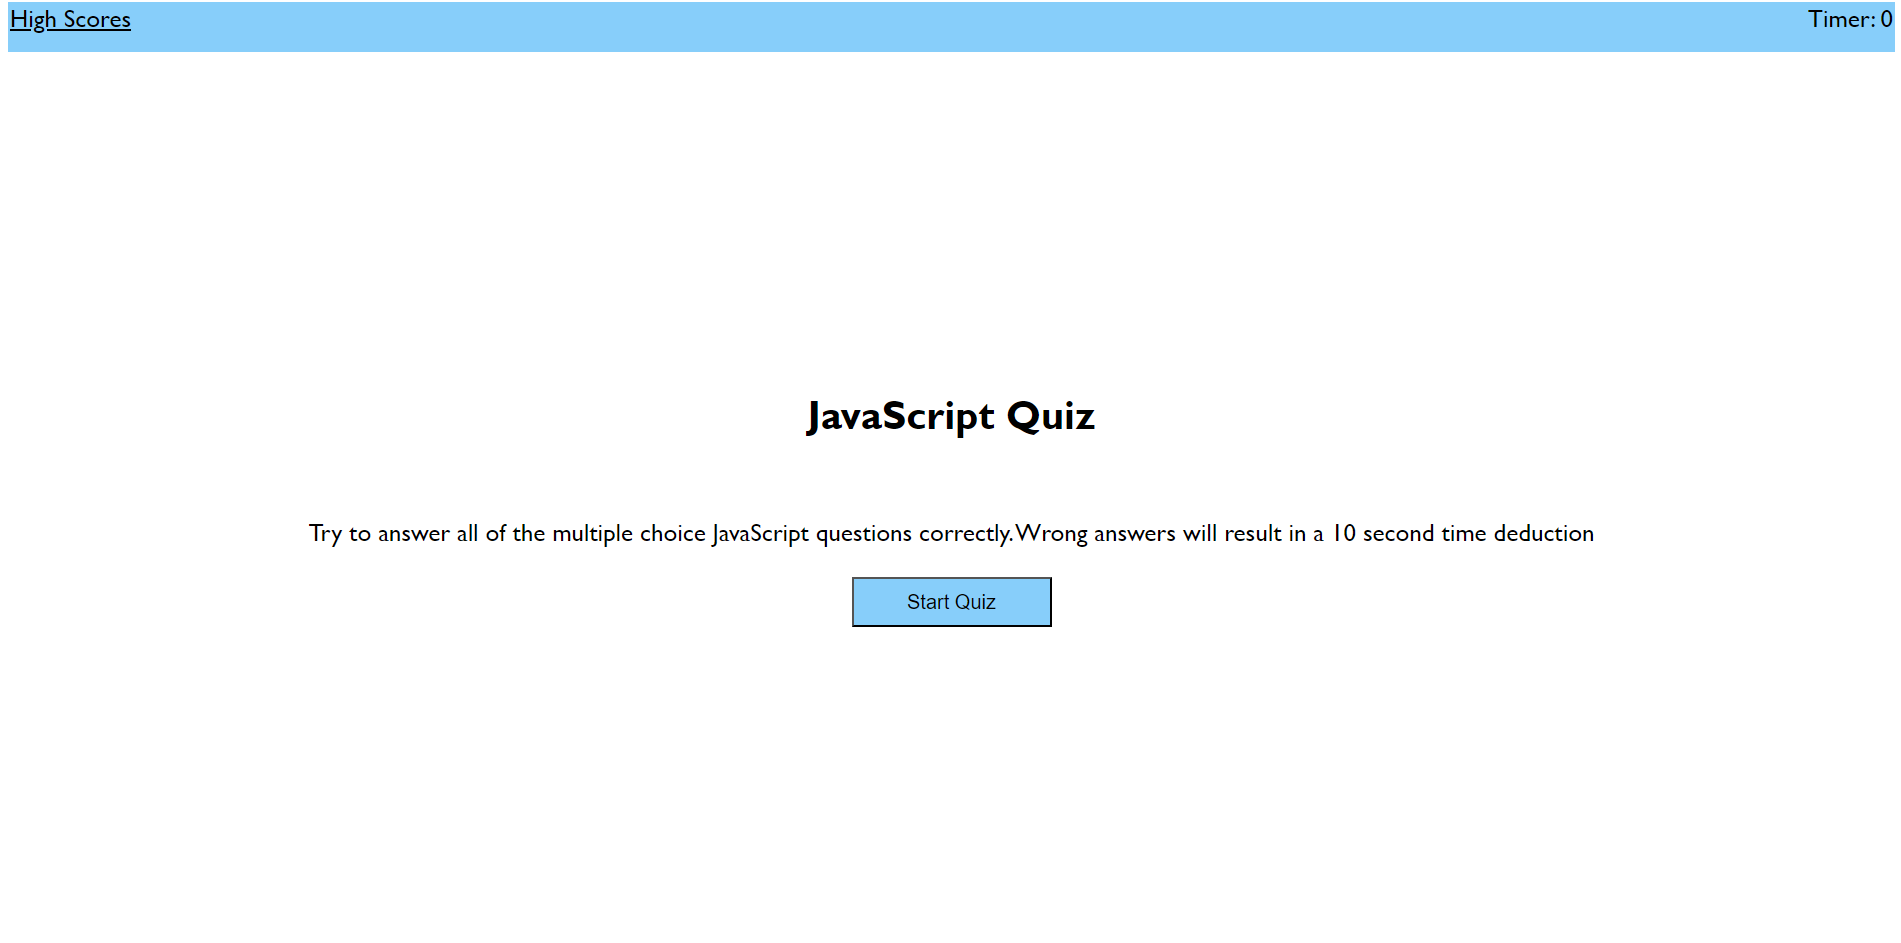 High Scores
Timer: 0
JavaScript Quiz
Try to answer all of the multiple choice JavaScript questions correctly. Wrong answers will result in a 10 second time deduction
Start Quiz